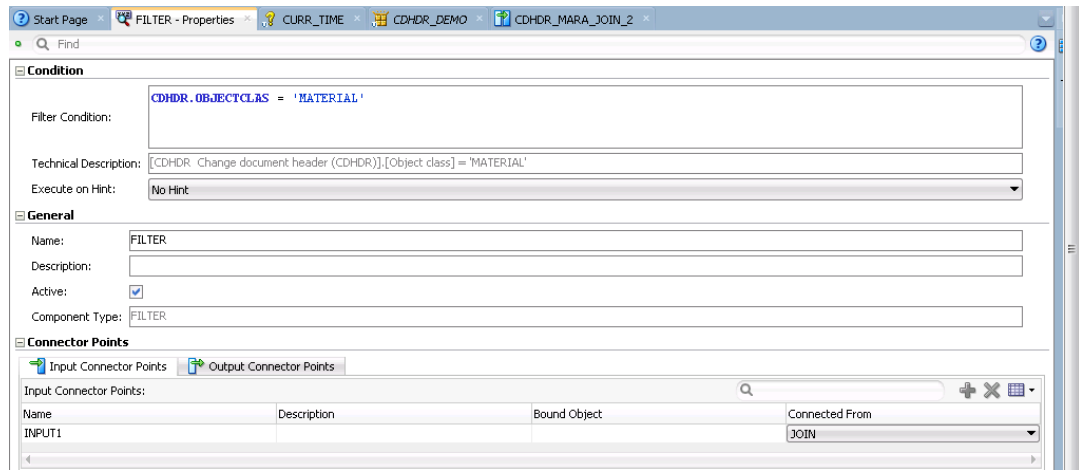 Start Page FILTER - Properties CURR_TIME CDHDR_DEMO CDHDR_MARA_JOIN_2
Find
Condition
Filter Condition: CDHDR.OBJECTCLAS = 'MATERIAL'
Technical Description: [CDHDR Change document header (CDHDR)].[Object class] = 'MATERIAL'
Execute on Hint: No Hint
General
Name: FILTER
Description:
Active:
Component Type: FILTER
Connector Points
Input Connector Points Output Connector Points
Input Connector Points:
Name Description Bound Object Connected From
INPUT1 JOIN